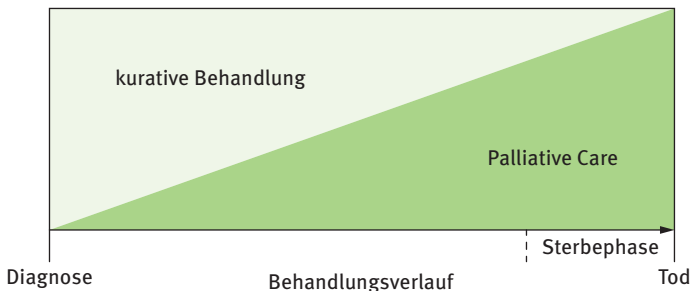 kurative Behandlung
Palliative Care
Sterbephase
Diagnose
Behandlungsverlauf
Tod